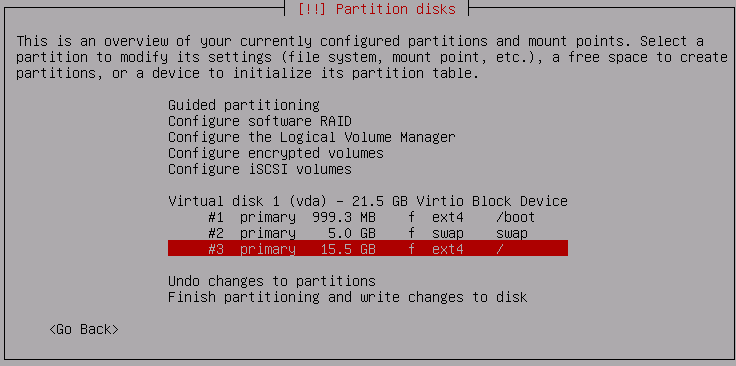 [!!] Partition disks
This is an overview of your currently configured partitions and mount points. Select a
partition to modify its settings (file system, mount point, etc.), a free space to create
partitions, or a device to initialize its partition table.
Guided partitioning
Configure software RAID
Configure the Logical Volume Manager
Configure encrypted volumes
Configure iSCSI volumes
Virtual disk 1 (vda) - 21.5 GB Virtio Block Device
#1 primary 999.3 MB f ext4 /boot
#2 primary 5.0 GB f swap swap
#3 primary 15.5 GB f ext4 /
Undo changes to partitions
Finish partitioning and write changes to disk
<Go Back>